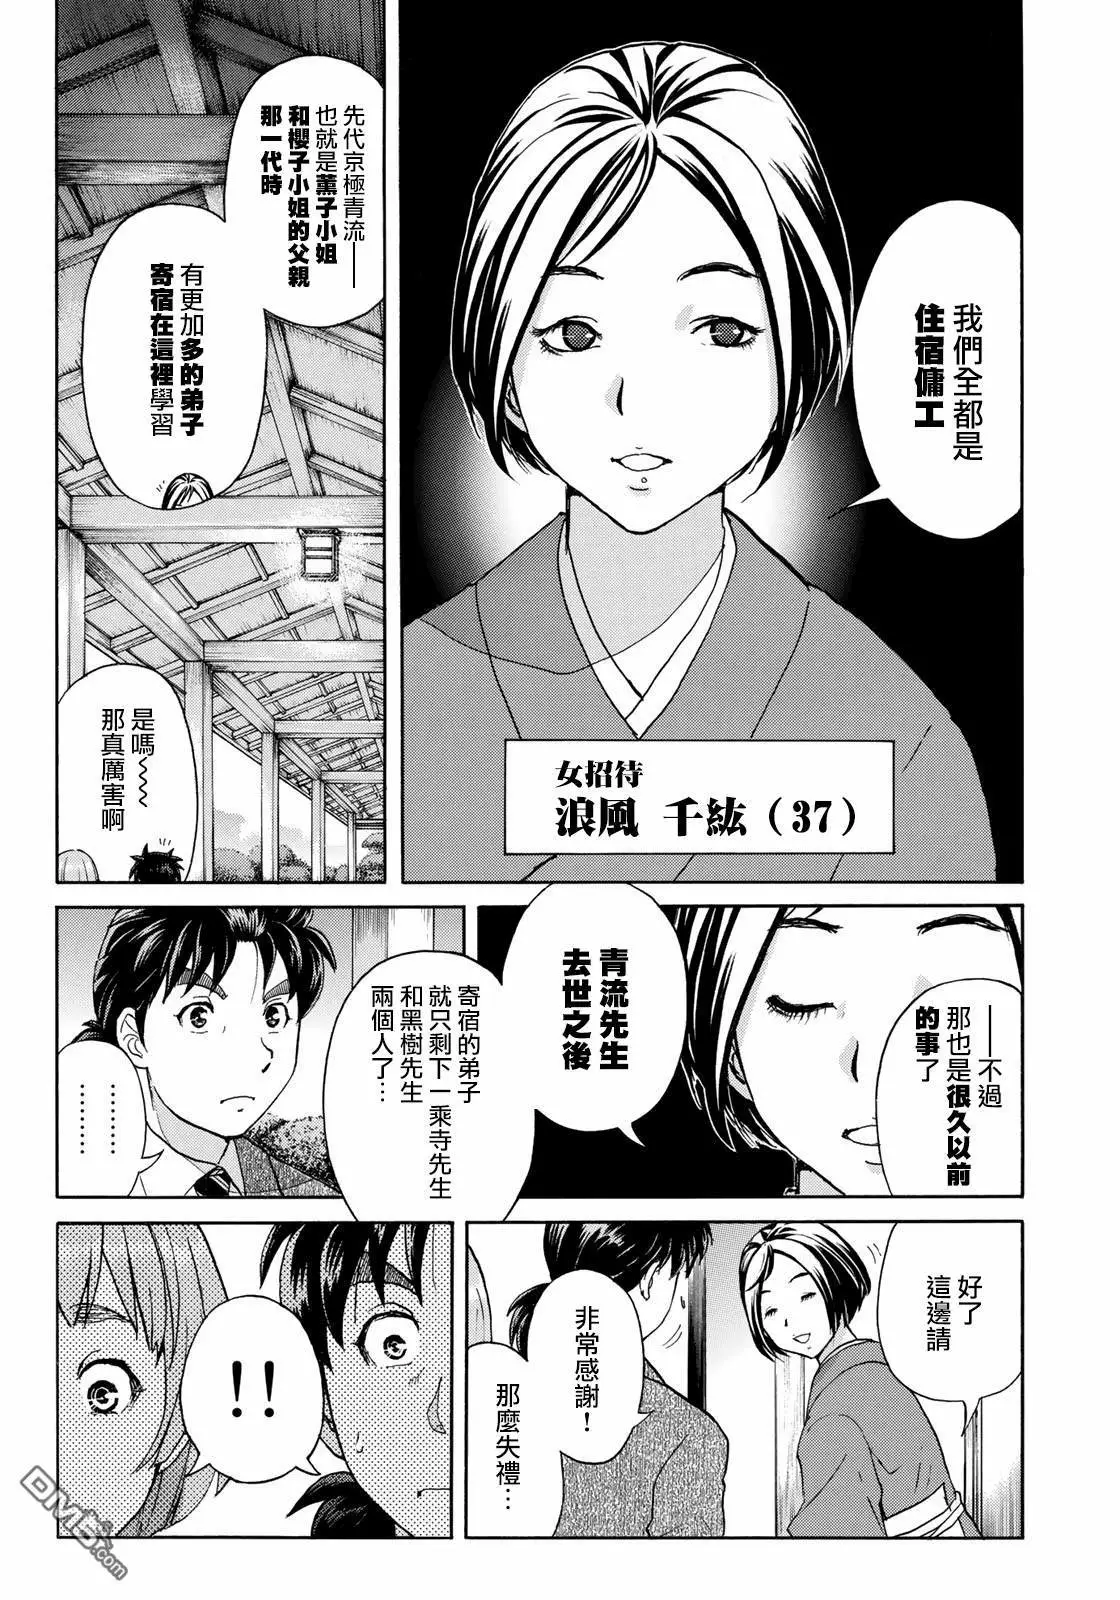 我們全都是
住宿傭工
女招待
浪風 千紘（37）
先代京極青流——
也就是薰子小姐
和櫻子小姐的父親
那一代時
有更加多的弟子
寄宿在這裡學習
是嗎~~~
那真厲害啊
——不過
那也是很久以前
的事了
青流先生
去世之後
寄宿的弟子
就只剩下一乘寺先生
和黑樹先生
兩個人了…
………
好了
這邊請
非常感謝！
那麼失禮…
！！
DM5